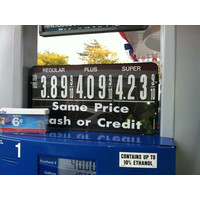 REGULAR PLUS SUPER
3.89 4.09 4.23
Same Price
ash or Credit
6¢
1
CONTAINS UP TO
10% ETHANOL